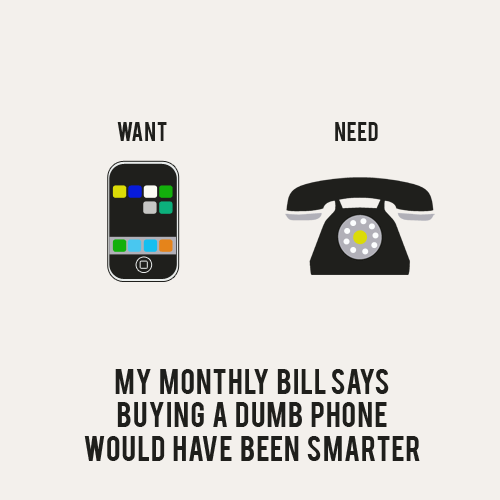 WANT
NEED
MY MONTHLY BILL SAYS
BUYING A DUMB PHONE
WOULD HAVE BEEN SMARTER